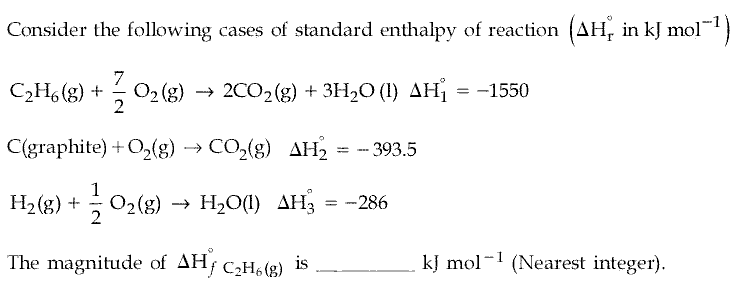 Consider the following cases of standard enthalpy of reaction (ΔH°r in kJ mol⁻¹)
C₂H₆(g) + 7/2 O₂(g) → 2CO₂(g) + 3H₂O (l) ΔH°₁ = −1550
C(graphite) + O₂(g) → CO₂(g) ΔH°₂ = −393.5
H₂(g) + 1/2 O₂(g) → H₂O(l) ΔH°₃ = −286
The magnitude of ΔH°f C₂H₆(g) is ________ kJ mol⁻¹ (Nearest integer).